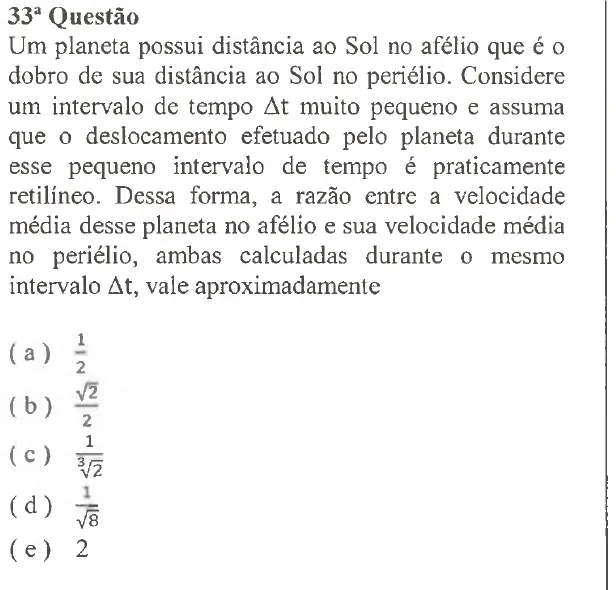 33ª Questão
Um planeta possui distância ao Sol no afélio que é o
dobro de sua distância ao Sol no periélio. Considere
um intervalo de tempo Δt muito pequeno e assuma
que o deslocamento efetuado pelo planeta durante
esse pequeno intervalo de tempo é praticamente
retilíneo. Dessa forma, a razão entre a velocidade
média desse planeta no afélio e sua velocidade média
no periélio, ambas calculadas durante o mesmo
intervalo Δt, vale aproximadamente
(a) 1/2
(b) √2/2
(c) 1/∛2
(d) 1/√8
(e) 2